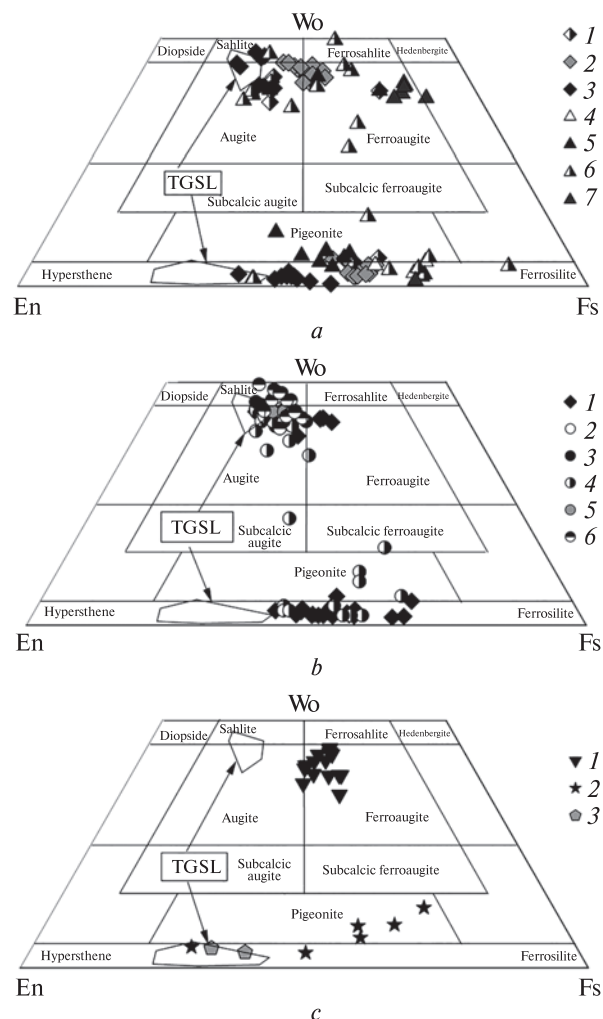 Wo
Diopside Sahlite Ferrosahlite Hedenbergite
Augite Ferroaugite
TGSL
Subcalcic augite Subcalcic ferroaugite
Pigeonite
Hypersthene Ferrosilite
En Fs
a
1
2
3
4
5
6
7
Wo
Diopside Sahlite Ferrosahlite Hedenbergite
Augite Ferroaugite
TGSL
Subcalcic augite Subcalcic ferroaugite
Pigeonite
Hypersthene Ferrosilite
En Fs
b
1
2
3
4
5
6
Wo
Diopside Sahlite Ferrosahlite Hedenbergite
Augite Ferroaugite
TGSL
Subcalcic augite Subcalcic ferroaugite
Pigeonite
Hypersthene Ferrosilite
En Fs
c
1
2
3